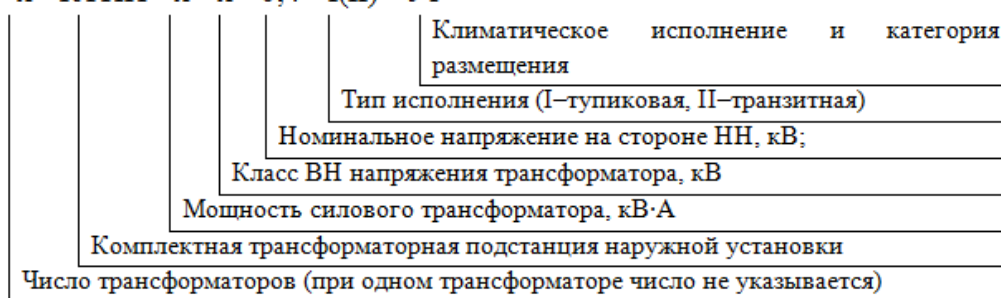 Климатическое исполнение и категория
размещения
Тип исполнения (I–тупиковая, II–транзитная)
Номинальное напряжение на стороне НН, кВ;
Класс ВН напряжения трансформатора, кВ
Мощность силового трансформатора, кВ·А
Комплектная трансформаторная подстанция наружной установки
Число трансформаторов (при одном трансформаторе число не указывается)